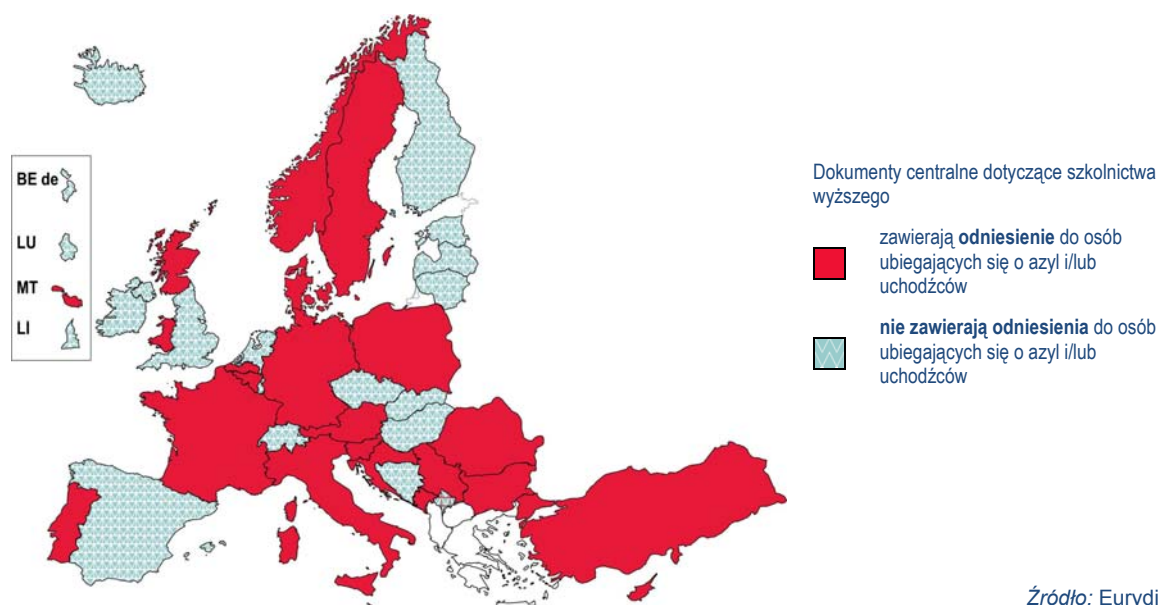 BE de
LU
MT
LI
Dokumenty centralne dotyczące szkolnictwa
wyższego
zawierają odniesienie do osób
ubiegających się o azyl i/lub
uchodźców
nie zawierają odniesienia do osób
ubiegających się o azyl i/lub
uchodźców
Źródło: Eurydi